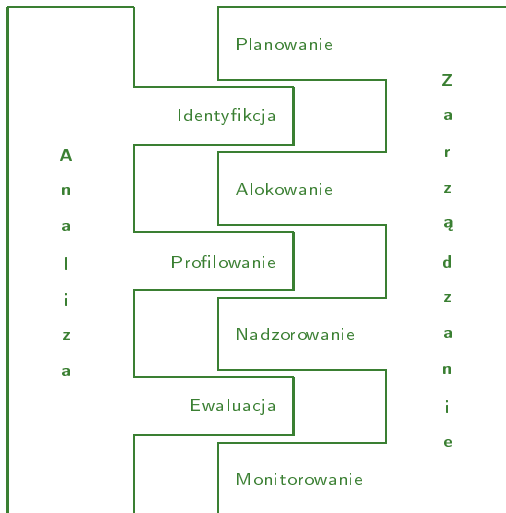 Analiza
Planowanie
Identyfikcja
Alokowanie
Profilowanie
Nadzorowanie
Ewaluacja
Monitorowanie
Zarządzanie